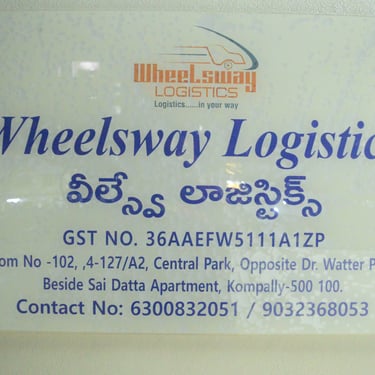 Wheelsway
LOGISTICS
Logistics......in your way
Wheelsway Logistic
వీల్స్వే లాజిస్టిక్స్
GST NO. 36AAEFW5111A1ZP
om No -102, ,4-127/A2, Central Park, Opposite Dr. Watter P
Beside Sai Datta Apartment, Kompally-500 100.
Contact No: 6300832051 / 9032368053